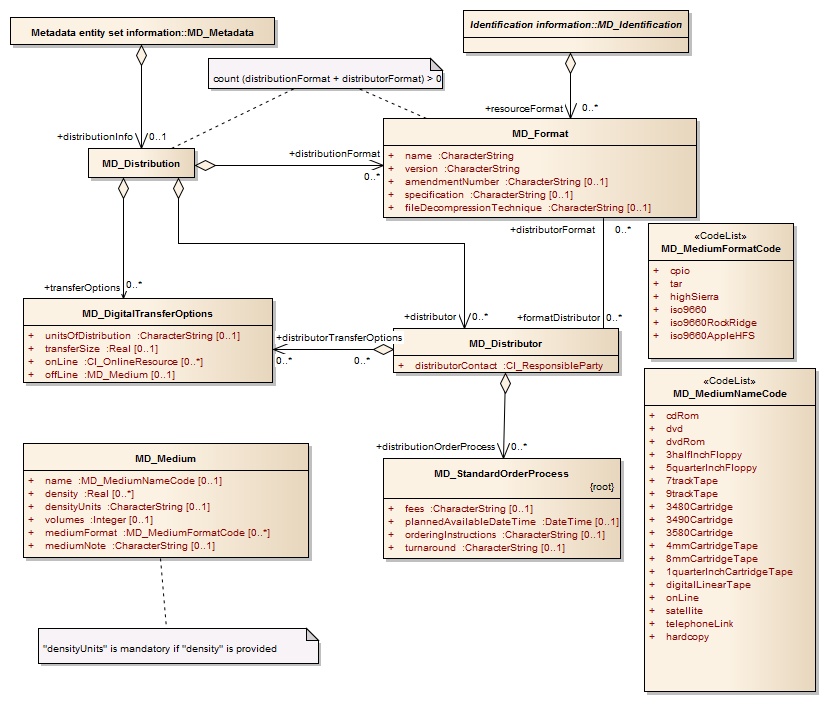 Metadata entity set information::MD_Metadata
Identification information::MD_Identification
count (distributionFormat + distributorFormat) > 0
+resourceFormat
0..*
+distributionInfo
0..1
MD_Distribution
+distributionFormat
0..*
MD_Format
+ name :CharacterString
+ version :CharacterString
+ amendmentNumber :CharacterString [0..1]
+ specification :CharacterString [0..1]
+ fileDecompressionTechnique :CharacterString [0..1]
+distributorFormat
0..*
«CodeList»
MD_MediumFormatCode
+ cpio
+ tar
+ highSierra
+ iso9660
+ iso9660RockRidge
+ iso9660AppleHFS
+transferOptions
0..*
MD_DigitalTransferOptions
+ unitsOfDistribution :CharacterString [0..1]
+ transferSize :Real [0..1]
+ onLine :CI_OnlineResource [0..*]
+ offLine :MD_Medium [0..1]
+distributor
0..*
+formatDistributor
0..*
+distributorTransferOptions
0..*
0..*
MD_Distributor
+ distributorContact :CI_ResponsibleParty
«CodeList»
MD_MediumNameCode
+ cdRom
+ dvd
+ dvdRom
+ 3halfInchFloppy
+ 5quarterInchFloppy
+ 7trackTape
+ 9trackTape
+ 3480Cartridge
+ 3490Cartridge
+ 3580Cartridge
+ 4mmCartridgeTape
+ 8mmCartridgeTape
+ 1quarterInchCartridgeTape
+ digitalLinearTape
+ onLine
+ satellite
+ telephoneLink
+ hardcopy
+distributionOrderProcess
0..*
MD_Medium
+ name :MD_MediumNameCode [0..1]
+ density :Real [0..*]
+ densityUnits :CharacterString [0..1]
+ volumes :Integer [0..1]
+ mediumFormat :MD_MediumFormatCode [0..*]
+ mediumNote :CharacterString [0..1]
MD_StandardOrderProcess
{root}
+ fees :CharacterString [0..1]
+ plannedAvailableDateTime :DateTime [0..1]
+ orderingInstructions :CharacterString [0..1]
+ turnaround :CharacterString [0..1]
"densityUnits" is mandatory if "density" is provided